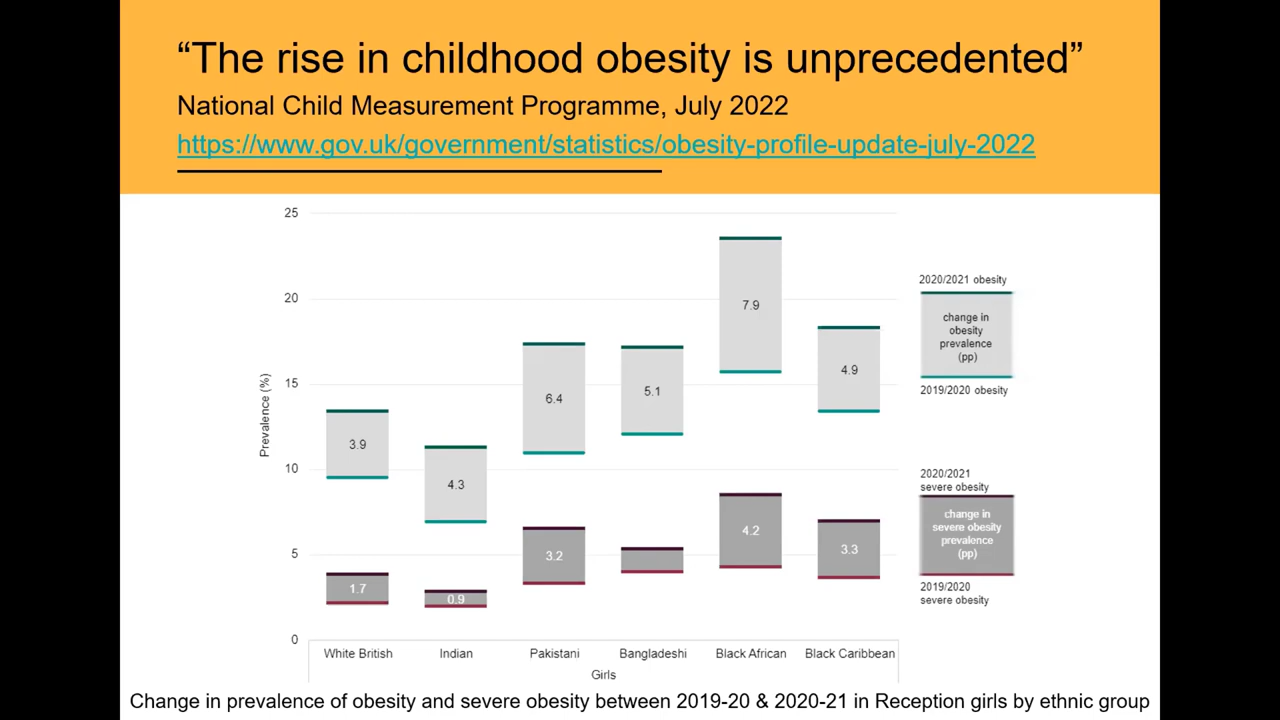 “The rise in childhood obesity is unprecedented”
National Child Measurement Programme, July 2022
https://www.gov.uk/government/statistics/obesity-profile-update-july-2022
25
20
15
10
5
0
Prevalence (%)
3.9
4.3
6.4
5.1
7.9
4.9
1.7
0.9
3.2
4.2
3.3
2020/2021 obesity
change in
obesity
prevalence
(pp)
2019/2020 obesity
2020/2021
severe obesity
change in
severe obesity
prevalence
(pp)
2019/2020
severe obesity
White British
Indian
Pakistani
Bangladeshi
Black African
Black Caribbean
Girls
Change in prevalence of obesity and severe obesity between 2019-20 & 2020-21 in Reception girls by ethnic group